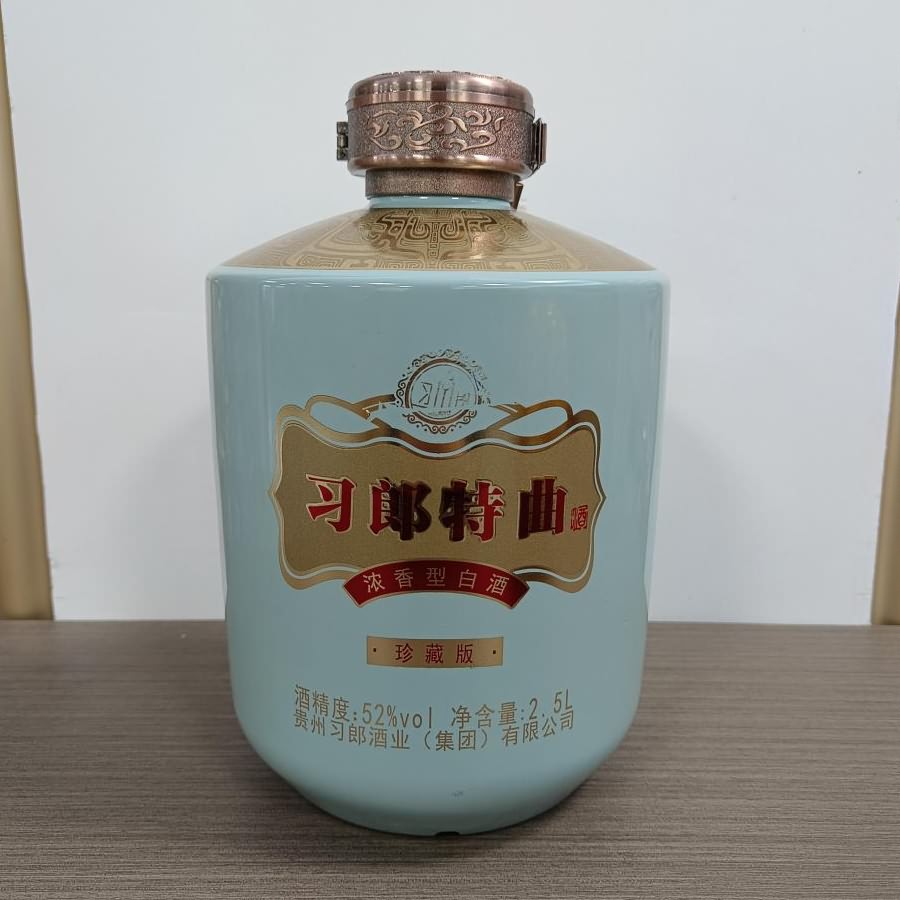 习郎特曲酒
浓香型白酒
·珍藏版·
酒精度:52%vol 净含量:2.5L
贵州习郎酒业（集团）有限公司